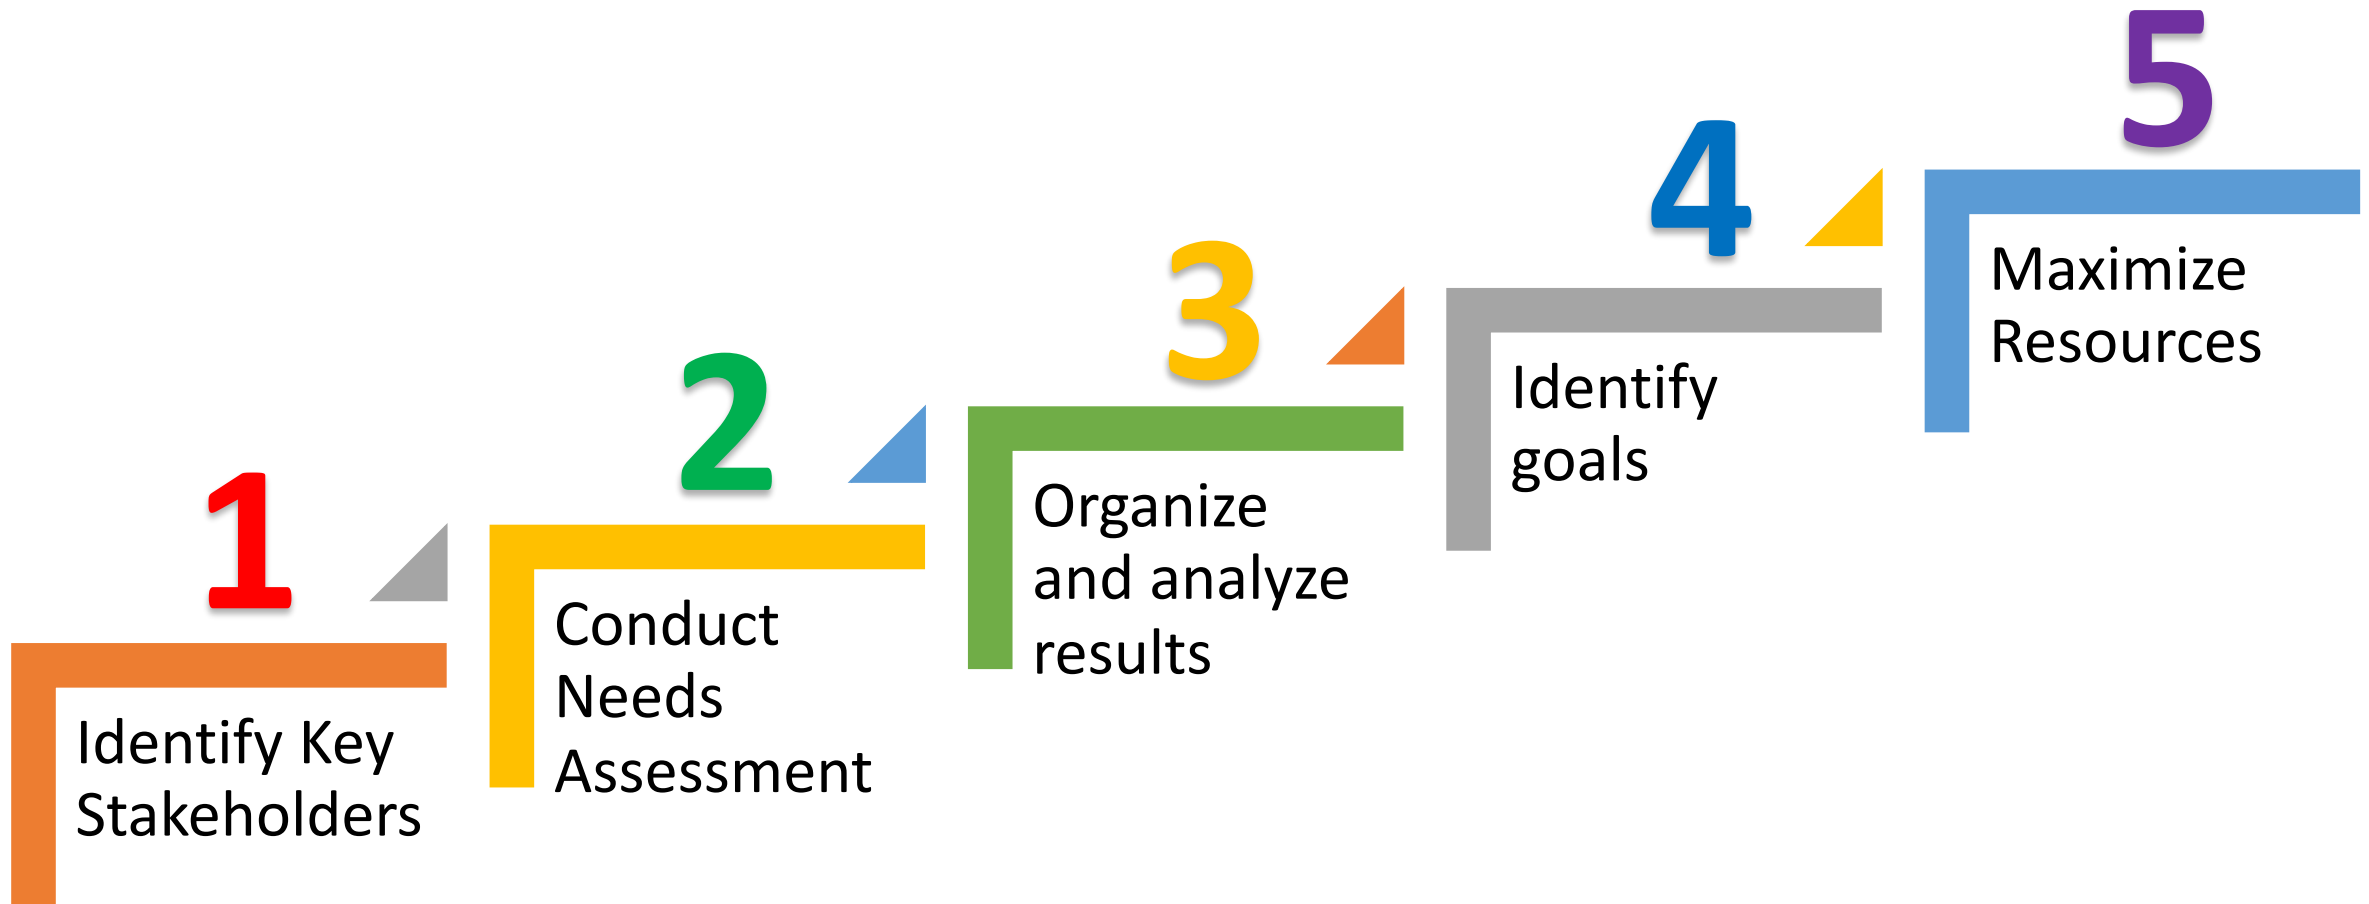 1
Identify Key
Stakeholders
2
Conduct
Needs
Assessment
3
Organize
and analyze
results
4
Identify
goals
5
Maximize
Resources